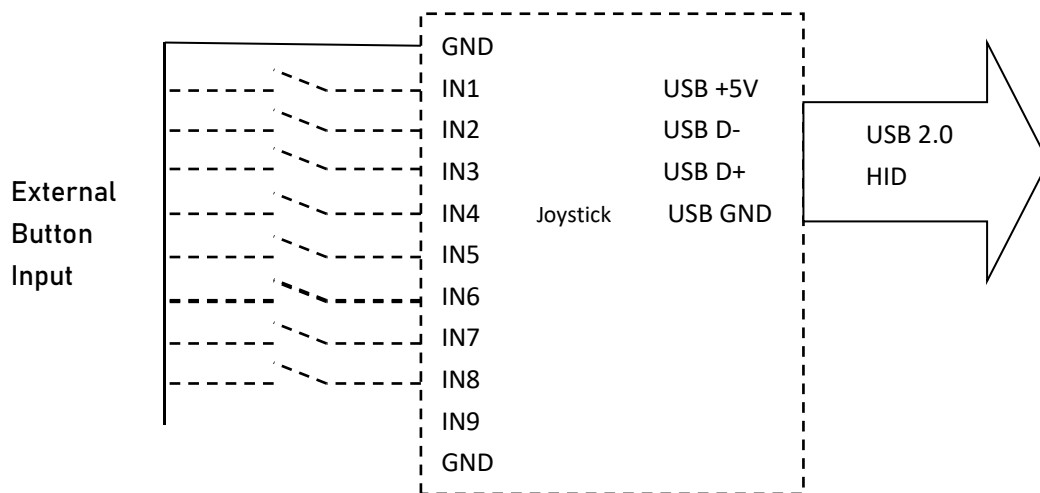 External
Button
Input
GND
IN1
IN2
IN3
IN4
IN5
IN6
IN7
IN8
IN9
GND
Joystick
USB +5V
USB D-
USB D+
USB GND
USB 2.0
HID